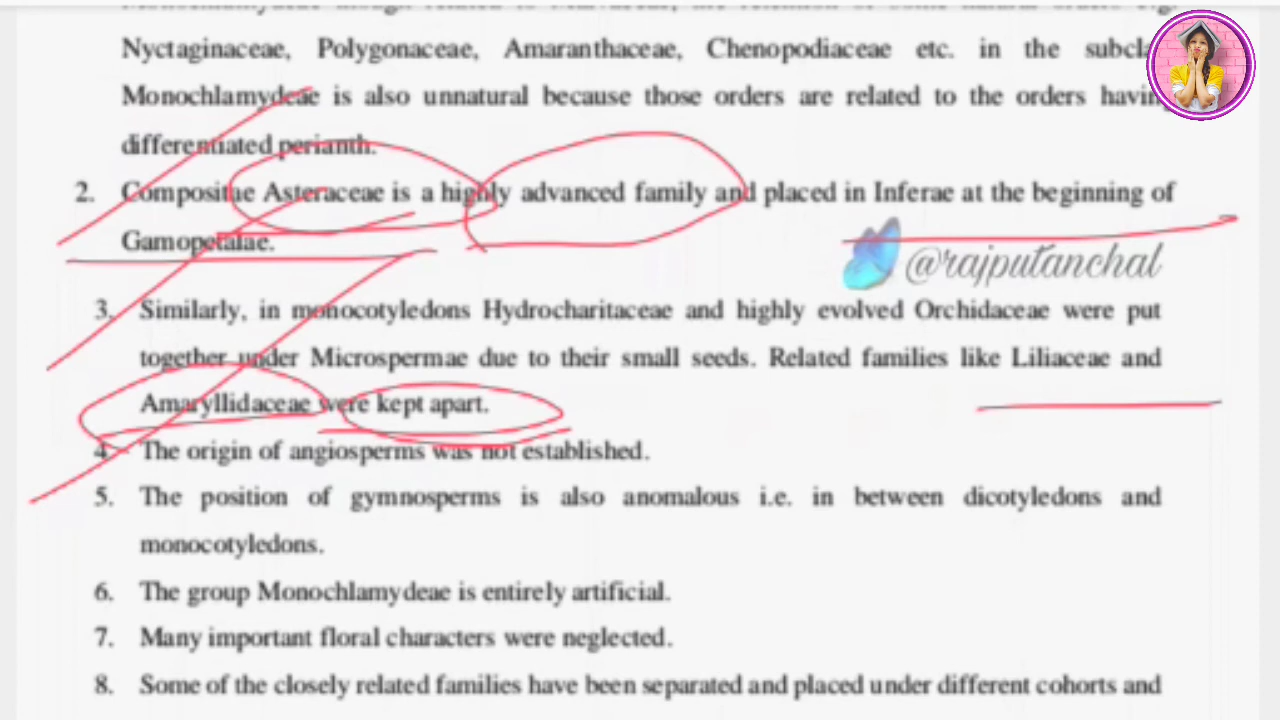 Nyctaginaceae, Polygonaceae, Amaranthaceae, Chenopodiaceae etc. in the
Monochlamydeae is also unnatural because those orders are related to the orders having
differentiated perianth.
2. Compositae Asteraceae is a highly advanced family and placed in Inferae at the beginning of
Gamopetalae.
@rajputanchal
3. Similarly, in monocotyledons Hydrocharitaceae and highly evolved Orchidaceae were put
together under Microspermae due to their small seeds. Related families like Liliaceae and
Amaryllidaceae were kept apart.
4. The origin of angiosperms was not established.
5. The position of gymnosperms is also anomalous i.e. in between dicotyledons and
monocotyledons.
6. The group Monochlamydeae is entirely artificial.
7. Many important floral characters were neglected.
8. Some of the closely related families have been separated and placed under different cohorts and